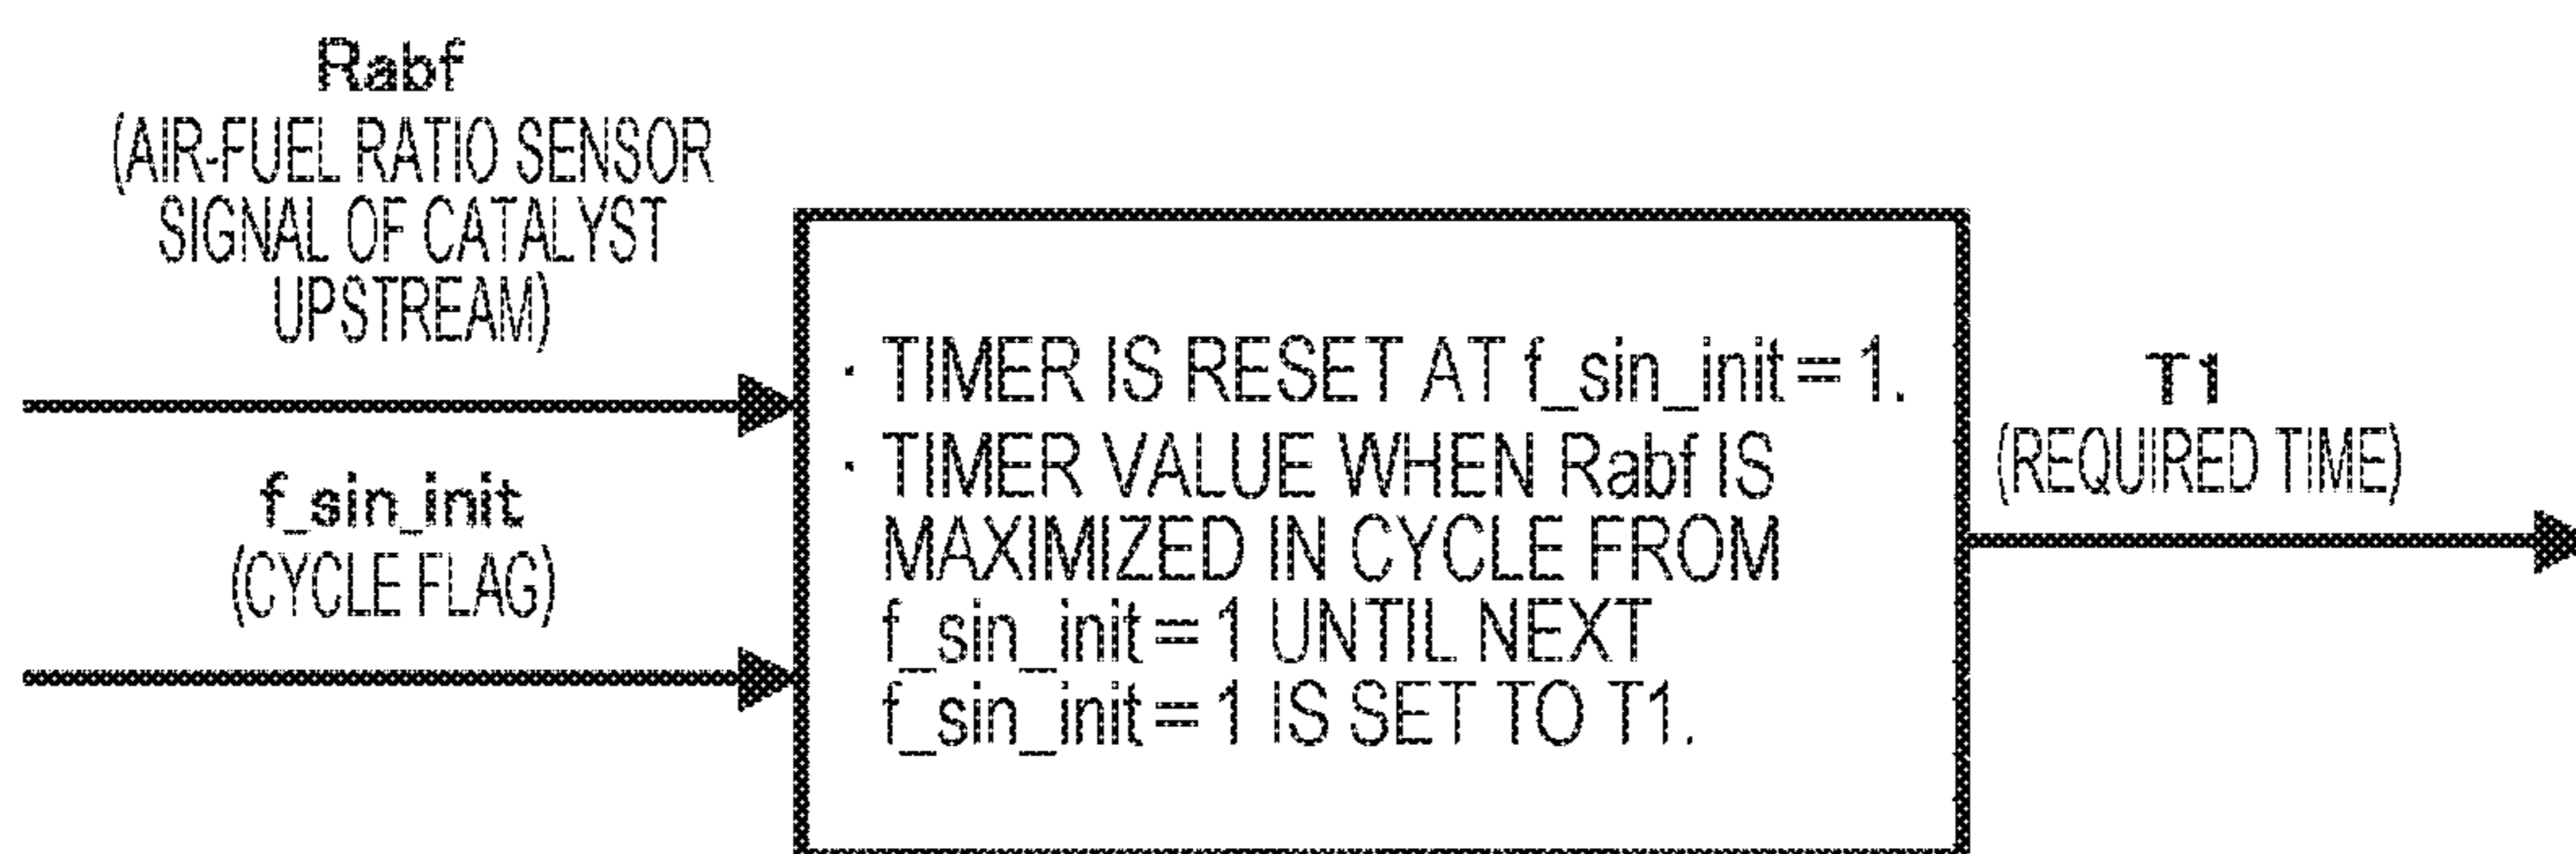 Rabf
(AIR-FUEL RATIO SENSOR
SIGNAL OF CATALYST
UPSTREAM)
f_sin_init
(CYCLE FLAG)
· TIMER IS RESET AT f_sin_init = 1.
· TIMER VALUE WHEN Rabf IS
MAXIMIZED IN CYCLE FROM
f_sin_init = 1 UNTIL NEXT
f_sin_init = 1 IS SET TO T1.
T1
(REQUIRED TIME)